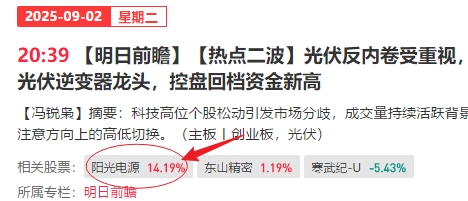 2025-09-02 星期二
20:39 【明日前瞻】【热点二波】光伏反内卷受重视，
光伏逆变器龙头，控盘回档资金新高
【冯锐枭】摘要：科技高位个股松动引发市场分歧，成交量持续活跃背景
注意方向上的高低切换。（主板丨创业板，光伏）
相关股票： 阳光电源 14.19% 东山精密 1.19% 寒武纪-U -5.43%
所属专栏： 明日前瞻